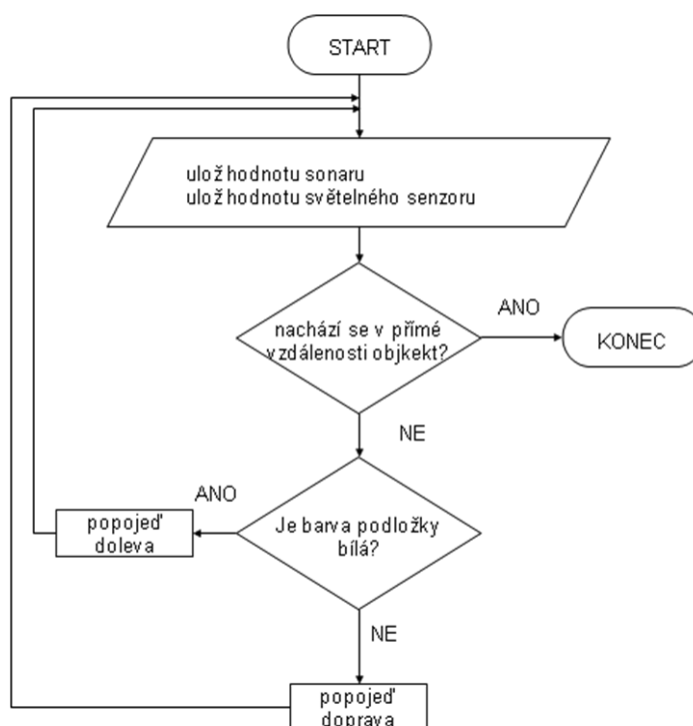 START
ulož hodnotu sonaru
ulož hodnotu světelného senzoru
nachází se v přímé
vzdálenosti objkekt?
ANO
KONEC
NE
Je barva podložky
bílá?
ANO
popojeď
doleva
NE
popojeď
doprava